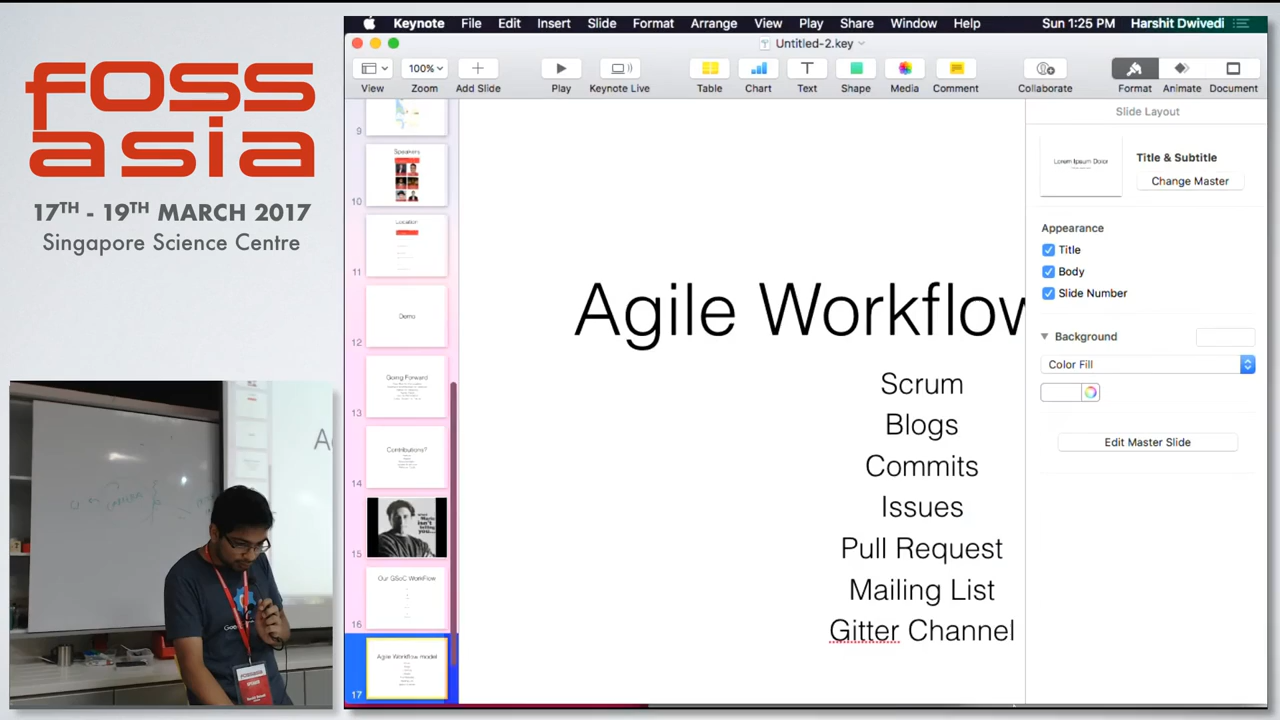 foss
asia
17TH - 19TH MARCH 2017
Singapore Science Centre
Keynote File Edit Insert Slide Format Arrange View Play Share Window Help Sun 1:25 PM Harshit Dwivedi
Untitled-2.key
100%
View Zoom Add Slide Play Keynote Live Table Chart Text Shape Media Comment Collaborate Format Animate Document
Slide Layout
Lorem Ipsum Dolor
Title & Subtitle
Change Master
Appearance
Title
Body
Slide Number
Background
Color Fill
Edit Master Slide
9
Speakers
10
Location
11
Demo
12
Going Forward
13
Contributions?
14
15
Our GSoC WorkFlow
16
Agile Workflow model
17
Agile Workflow
Scrum
Blogs
Commits
Issues
Pull Request
Mailing List
Gitter Channel